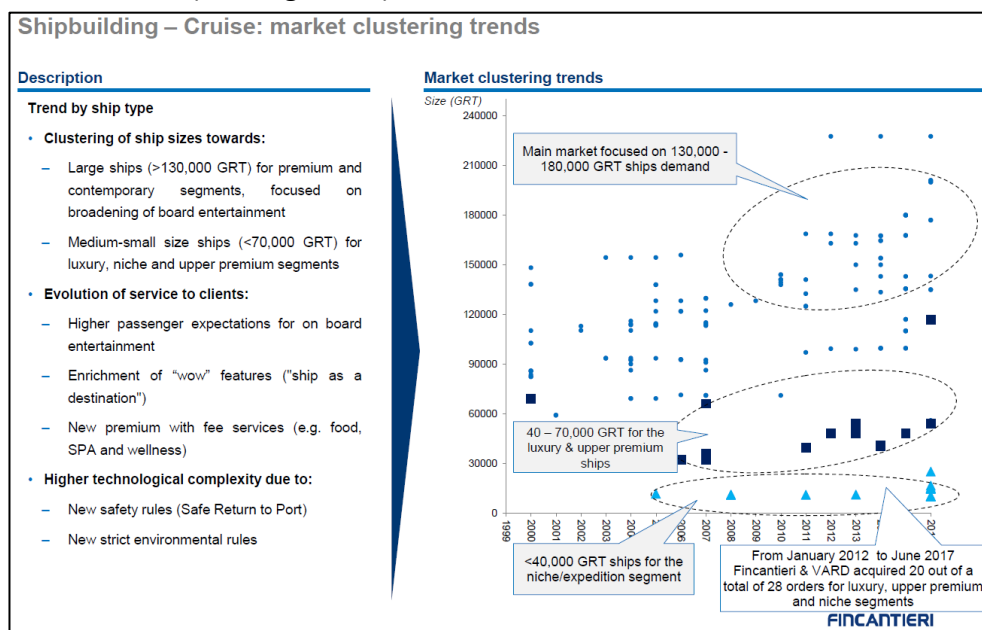 Shipbuilding – Cruise: market clustering trends
Description
Trend by ship type
• Clustering of ship sizes towards:
– Large ships (>130,000 GRT) for premium and
contemporary segments, focused on
broadening of board entertainment
– Medium-small size ships (<70,000 GRT) for
luxury, niche and upper premium segments
• Evolution of service to clients:
– Higher passenger expectations for on board
entertainment
– Enrichment of “wow” features ("ship as a
destination”)
– New premium with fee services (e.g. food,
SPA and wellness)
• Higher technological complexity due to:
– New safety rules (Safe Return to Port)
– New strict environmental rules
Market clustering trends
Size (GRT)
240000
210000
180000
150000
120000
90000
60000
30000
0
Main market focused on 130,000 -
180,000 GRT ships demand
40 – 70,000 GRT for the
luxury & upper premium
ships
1999
2000
2001
2002
2003
2004
2007
2008
2009
2010
2011
2012
2013
<40,000 GRT ships for the
niche/expedition segment
From January 2012 to June 2017
Fincantieri & VARD acquired 20 out of a
total of 28 orders for luxury, upper premium
and niche segments
FINCANTIERI